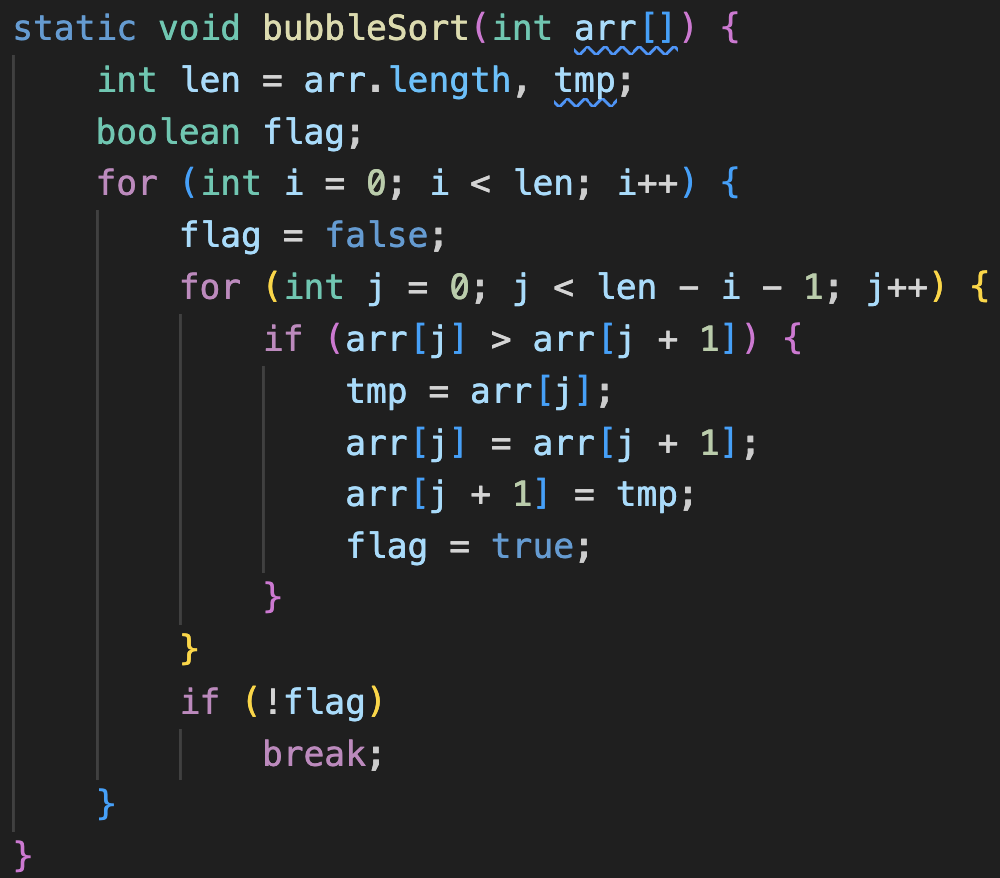 static void bubbleSort(int arr[]) {
    int len = arr.length, tmp;
    boolean flag;
    for (int i = 0; i < len; i++) {
        flag = false;
        for (int j = 0; j < len - i - 1; j++) {
            if (arr[j] > arr[j + 1]) {
                tmp = arr[j];
                arr[j] = arr[j + 1];
                arr[j + 1] = tmp;
                flag = true;
            }
        }
        if (!flag)
            break;
    }
}